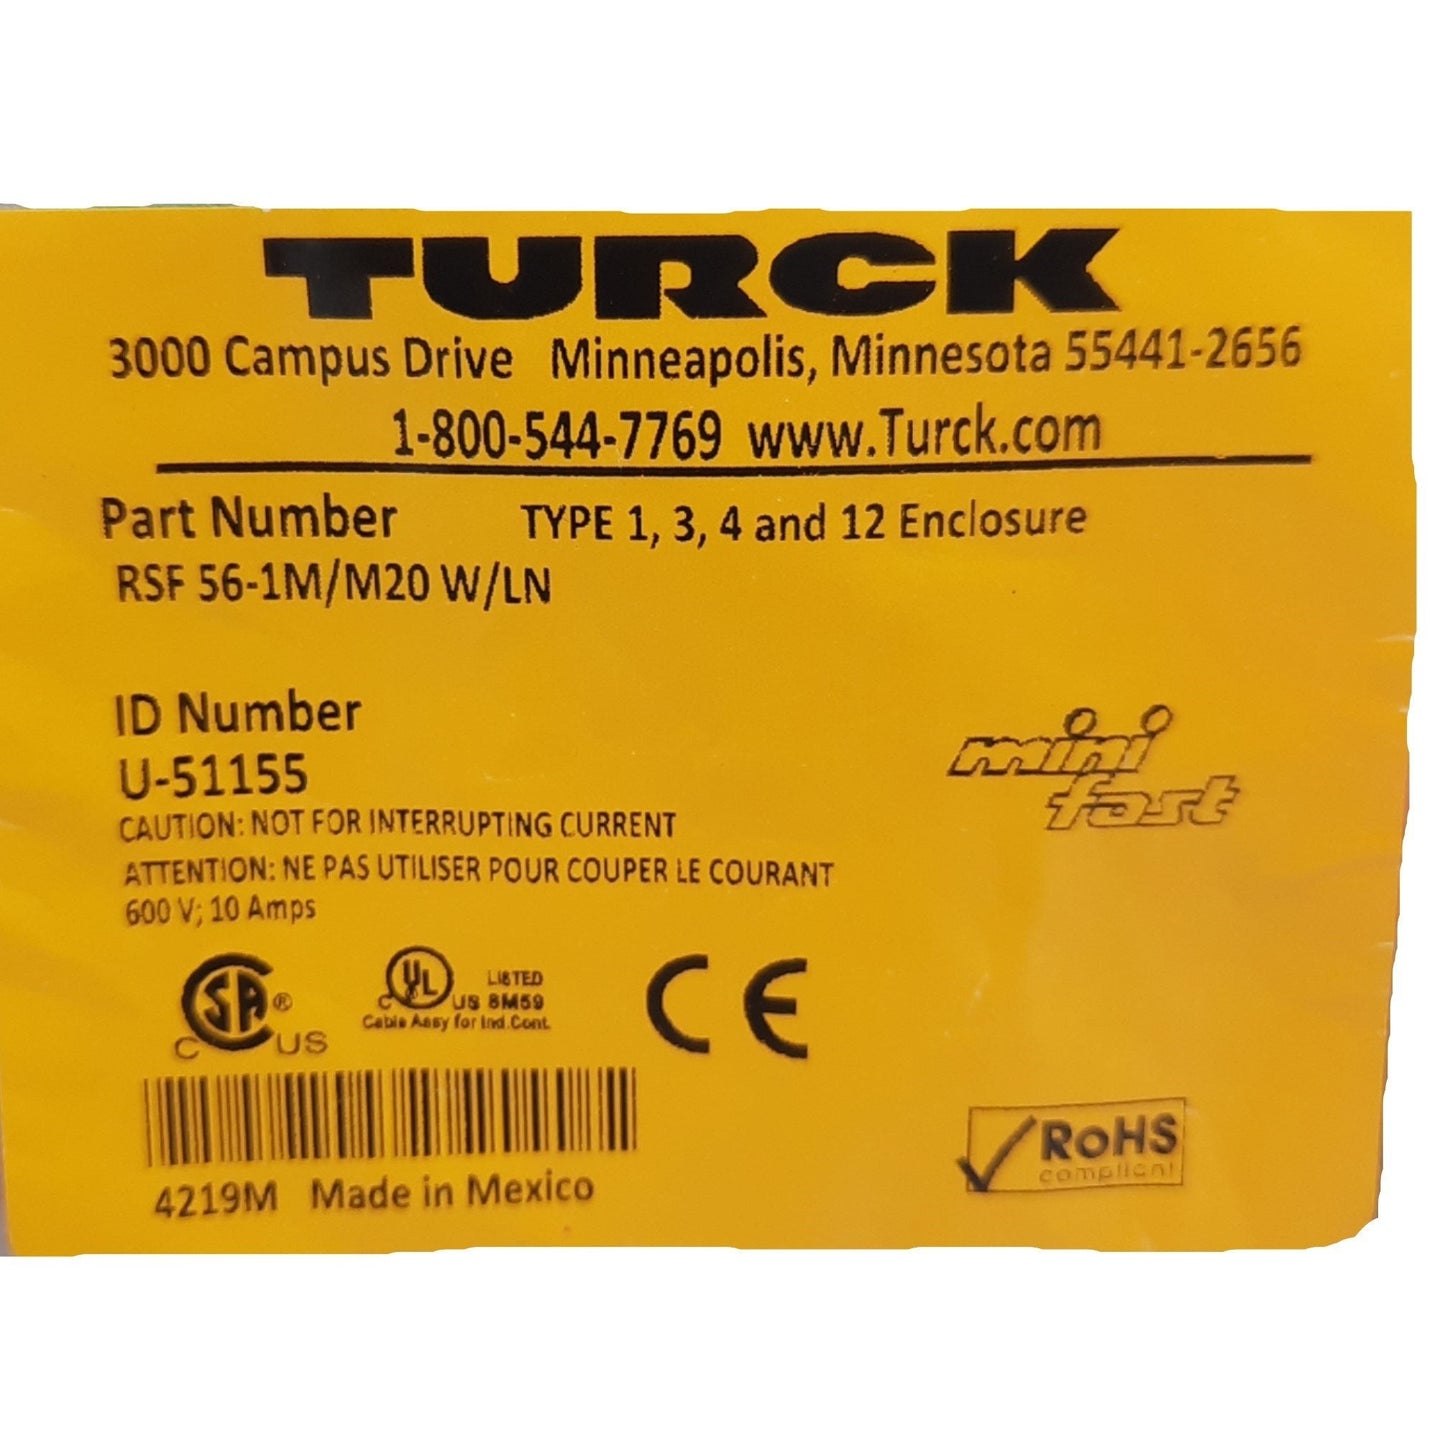 TURCK
3000 Campus Drive Minneapolis, Minnesota 55441-2656
1-800-544-7769 www.Turck.com
Part Number TYPE 1, 3, 4 and 12 Enclosure
RSF 56-1M/M20 W/LN
ID Number
U-51155
mini
fast
CAUTION: NOT FOR INTERRUPTING CURRENT
ATTENTION: NE PAS UTILISER POUR COUPER LE COURANT
600 V; 10 Amps
C SA ® US
C UL US LISTED 8M59
Cable Assy for Ind.Cont.
CE
4219M Made in Mexico
RoHS
compliant